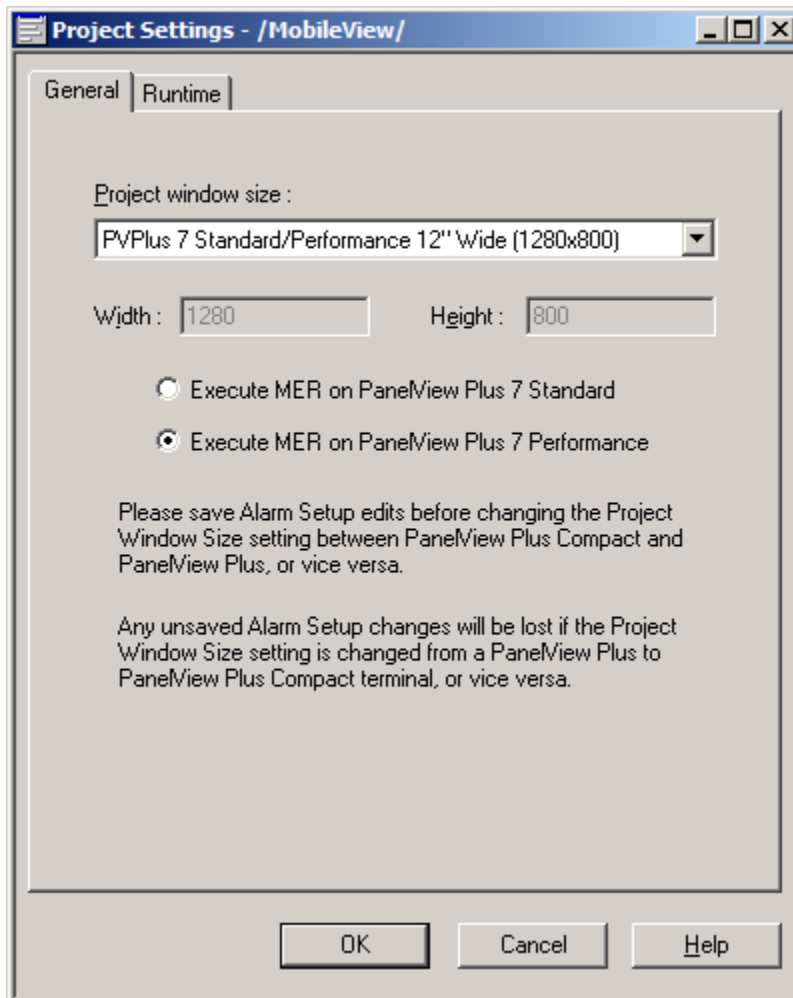 Project Settings - /MobileView/
General
Runtime
Project window size :
PVPlus 7 Standard/Performance 12" Wide (1280x800)
Width : 1280 Height : 800
Execute MER on PanelView Plus 7 Standard
Execute MER on PanelView Plus 7 Performance
Please save Alarm Setup edits before changing the Project
Window Size setting between PanelView Plus Compact and
PanelView Plus, or vice versa.
Any unsaved Alarm Setup changes will be lost if the Project
Window Size setting is changed from a PanelView Plus to
PanelView Plus Compact terminal, or vice versa.
OK Cancel Help